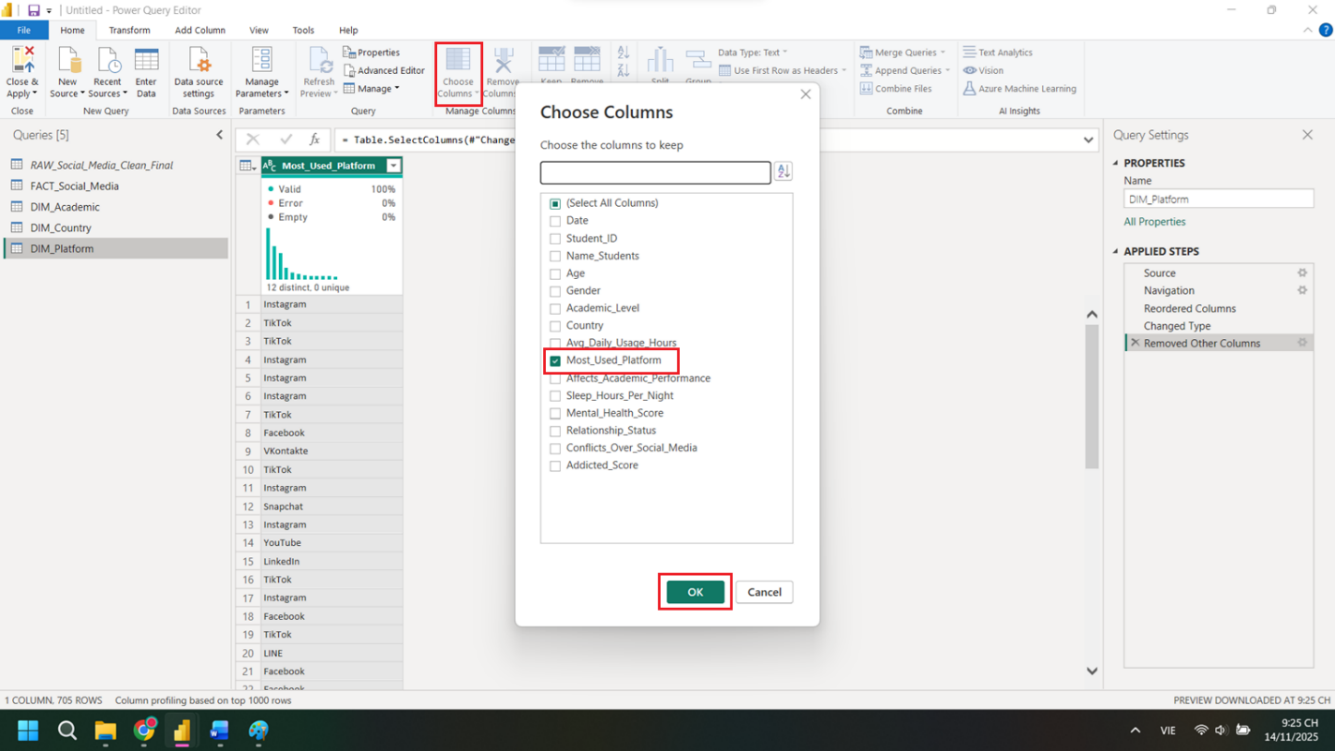 Untitled - Power Query Editor
File Home Transform Add Column View Tools Help
Close & Apply
New Source
Recent Sources
Enter Data
Data source settings
Manage Parameters
Refresh Preview
Properties
Advanced Editor
Manage
Choose Columns
Remove Columns
Keep
Remove
Split
Group
Data Type: Text
Use First Row as Headers
Merge Queries
Append Queries
Combine Files
Text Analytics
Vision
Azure Machine Learning
Close New Query Data Sources Parameters Query Manage Columns Combine AI Insights
Queries [5]
RAW_Social_Media_Clean_Final
FACT_Social_Media
DIM_Academic
DIM_Country
DIM_Platform
fx = Table.SelectColumns(#"Change
Most_Used_Platform
Valid 100%
Error 0%
Empty 0%
12 distinct, 0 unique
1 Instagram
2 TikTok
3 TikTok
4 Instagram
5 Instagram
6 Instagram
7 TikTok
8 Facebook
9 VKontakte
10 TikTok
11 Instagram
12 Snapchat
13 Instagram
14 YouTube
15 LinkedIn
16 TikTok
17 Instagram
18 Facebook
19 TikTok
20 LINE
21 Facebook
22 Facebook
Choose Columns
Choose the columns to keep
(Select All Columns)
Date
Student_ID
Name_Students
Age
Gender
Academic_Level
Country
Avg_Daily_Usage_Hours
Most_Used_Platform
Affects_Academic_Performance
Sleep_Hours_Per_Night
Mental_Health_Score
Relationship_Status
Conflicts_Over_Social_Media
Addicted_Score
OK Cancel
Query Settings
PROPERTIES
Name
DIM_Platform
All Properties
APPLIED STEPS
Source
Navigation
Reordered Columns
Changed Type
Removed Other Columns
1 COLUMN, 705 ROWS Column profiling based on top 1000 rows
PREVIEW DOWNLOADED AT 9:25 CH
VIE
9:25 CH
14/11/2025